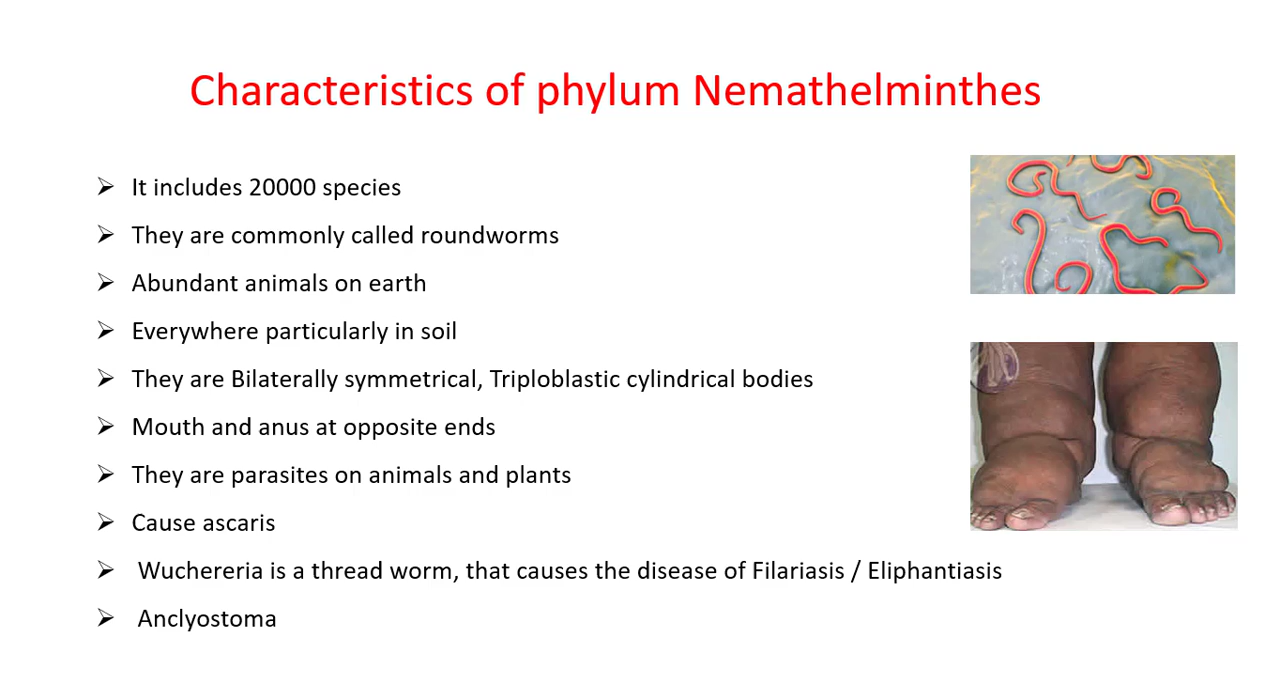 Characteristics of phylum Nemathelminthes
It includes 20000 species
They are commonly called roundworms
Abundant animals on earth
Everywhere particularly in soil
They are Bilaterally symmetrical, Triploblastic cylindrical bodies
Mouth and anus at opposite ends
They are parasites on animals and plants
Cause ascaris
Wuchereria is a thread worm, that causes the disease of Filariasis / Eliphantiasis
Anclyostoma